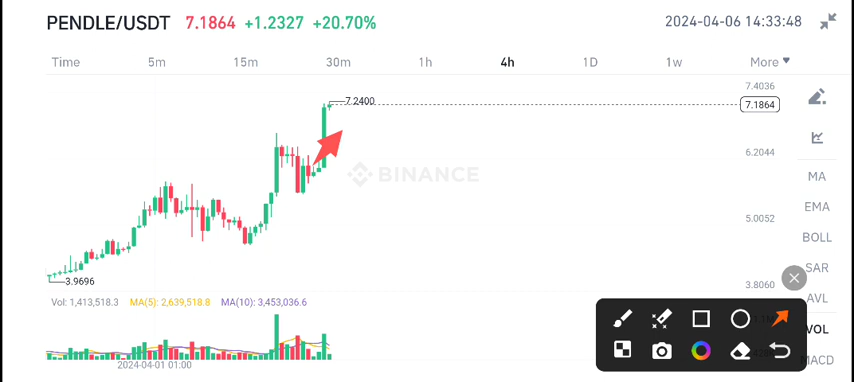 PENDLE/USDT 7.1864 +1.2327 +20.70% 2024-04-06 14:33:48
Time 5m 15m 30m 1h 4h 1D 1w More
7.4036
7.2400
7.1864
6.2044
BINANCE
MA
5.0052
EMA
BOLL
SAR
3.9696
3.8060
AVL
Vol: 1,413,518.3 MA(5): 2,639,518.8 MA(10): 3,453,036.6
VOL
MACD
2024-04-01 01:00